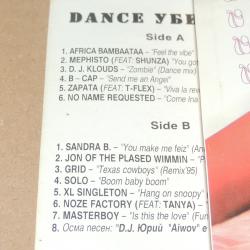 DANCE УБЕ
Side A
1. AFRICA BAMBAATAA – "Feel the vibe"
2. MEPHISTO (FEAT: SHUNZA) "You gon
3. D. J. KLOUDS – "Zombie" (Dance mix)
4. B – CAP – "Send me an Angel"
5. ZAPATA (FEAT: T-FLEX) – "Viva la rev
6. NO NAME REQUESTED – "Come Ina
Side B
1. SANDRA B. – "You make me feiz" (An
2. JON OF THE PLASED WIMMIN – "P
3. GRID – "Texas cowboys" (Remix'95)
4. SOLO – "Boom baby boom"
5. XL SINGLETON – "Hang on snoopy"
6. NOZE FACTORY (FEAT: TANYA) – "
7. MASTERBOY – "Is this the love" (Fun
8. Осма песен: "D.J. Юрий "Aiwov" e